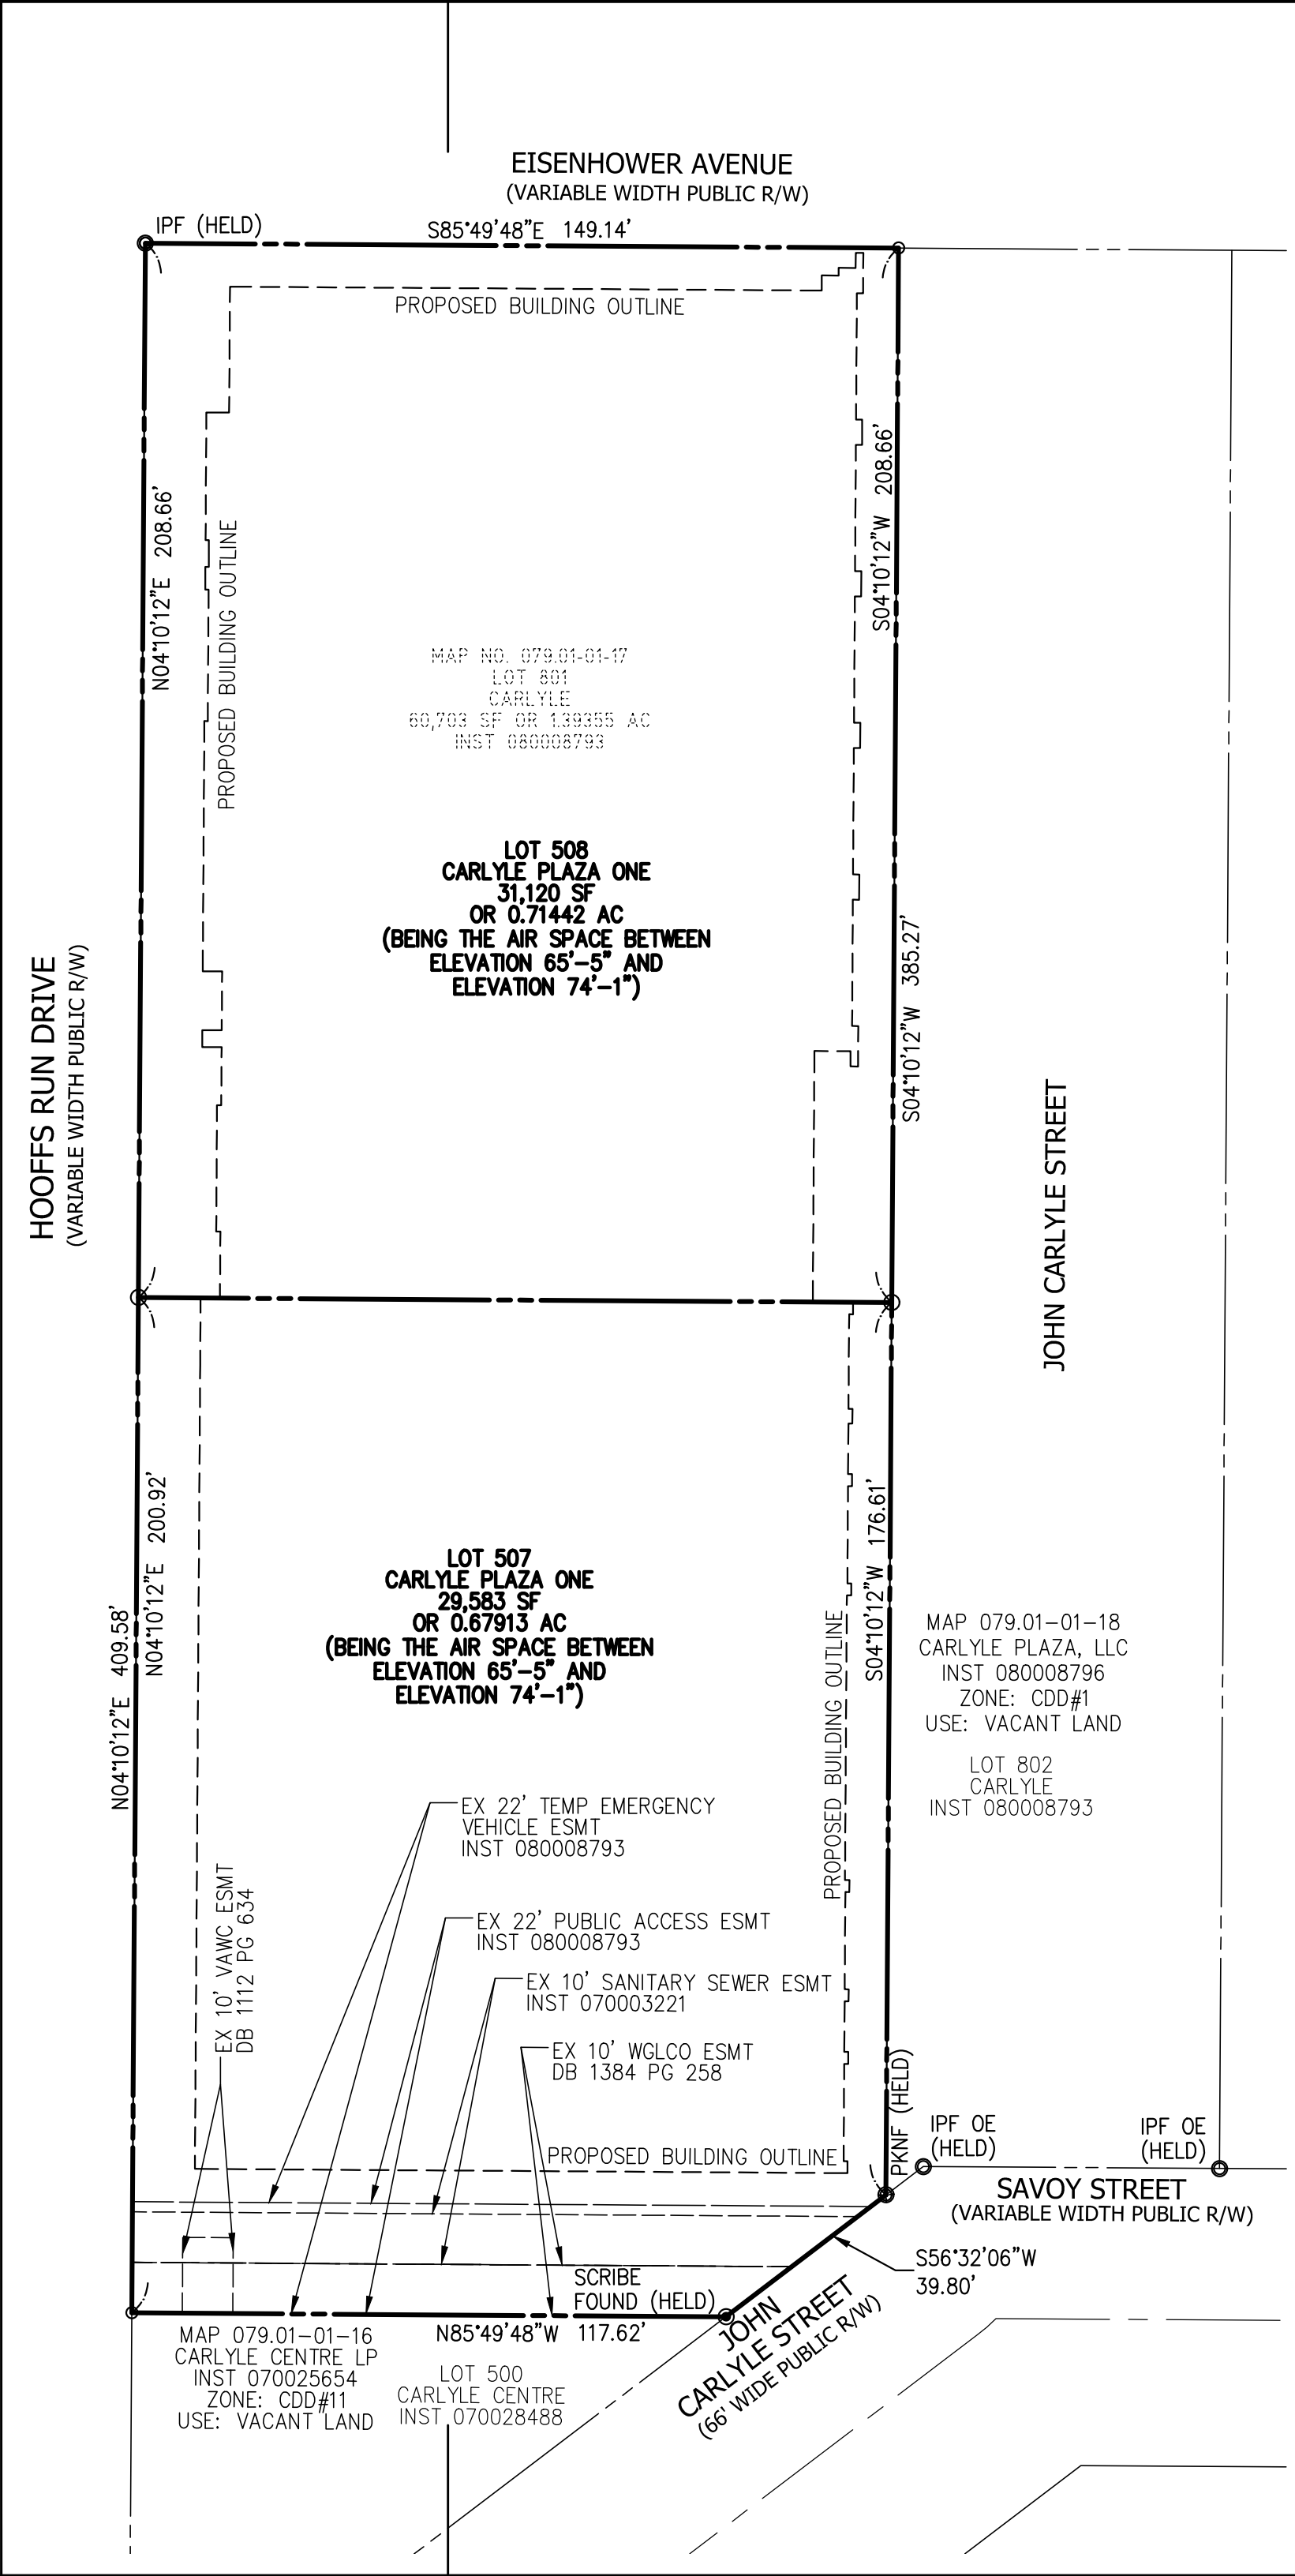 EISENHOWER AVENUE
(VARIABLE WIDTH PUBLIC R/W)
IPF (HELD)
S85°49'48"E 149.14'
PROPOSED BUILDING OUTLINE
N04°10'12"E 208.66'
PROPOSED BUILDING OUTLINE
S04°10'12"W 208.66'
MAP NO. 079.01-01-17
LOT 801
CARLYLE
60,703 SF OR 1.39355 AC
INST 080008793
LOT 508
CARLYLE PLAZA ONE
31,120 SF
OR 0.71442 AC
(BEING THE AIR SPACE BETWEEN
ELEVATION 65'-5" AND
ELEVATION 74'-1")
S04°10'12"W 385.27'
HOOFFS RUN DRIVE
(VARIABLE WIDTH PUBLIC R/W)
JOHN CARLYLE STREET
N04°10'12"E 409.58'
N04°10'12"E 200.92'
LOT 507
CARLYLE PLAZA ONE
29,583 SF
OR 0.67913 AC
(BEING THE AIR SPACE BETWEEN
ELEVATION 65'-5" AND
ELEVATION 74'-1")
S04°10'12"W 176.61'
PROPOSED BUILDING OUTLINE
MAP 079.01-01-18
CARLYLE PLAZA, LLC
INST 080008796
ZONE: CDD#1
USE: VACANT LAND
LOT 802
CARLYLE
INST 080008793
EX 22' TEMP EMERGENCY
VEHICLE ESMT
INST 080008793
EX 10' VAWC ESMT
DB 1112 PG 634
EX 22' PUBLIC ACCESS ESMT
INST 080008793
EX 10' SANITARY SEWER ESMT
INST 070003221
EX 10' WGLCO ESMT
DB 1384 PG 258
PKNF (HELD)
IPF OE
(HELD)
IPF OE
(HELD)
PROPOSED BUILDING OUTLINE
SAVOY STREET
(VARIABLE WIDTH PUBLIC R/W)
S56°32'06"W
39.80'
SCRIBE
FOUND (HELD)
N85°49'48"W 117.62'
JOHN
CARLYLE STREET
(66' WIDE PUBLIC R/W)
MAP 079.01-01-16
CARLYLE CENTRE LP
INST 070025654
ZONE: CDD#11
USE: VACANT LAND
LOT 500
CARLYLE CENTRE
INST 070028488